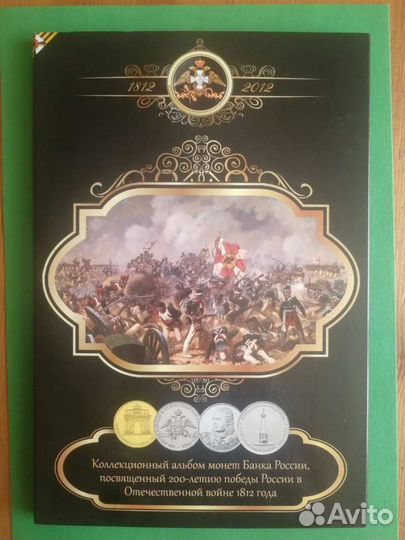 1812 2012
Коллекционный альбом монет Банка России,
посвященный 200-летию победы России в
Отечественной войне 1812 года
Avito